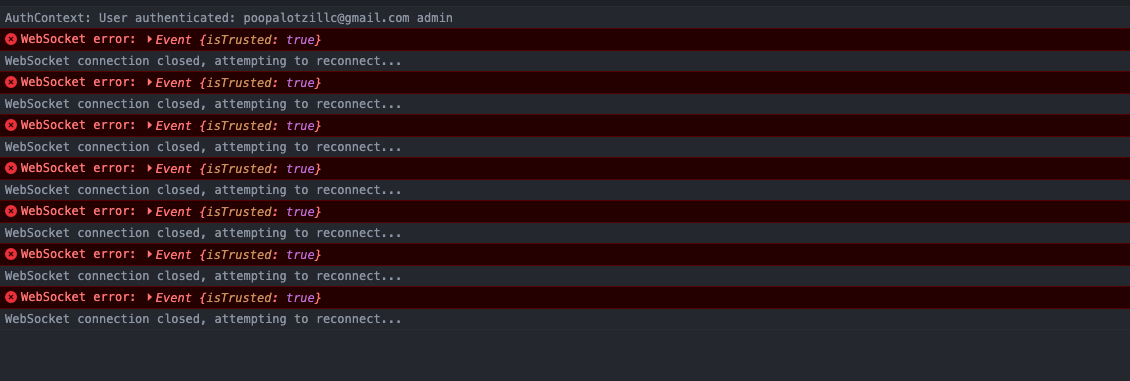 AuthContext: User authenticated: poopalotzillc@gmail.com admin
WebSocket error: Event {isTrusted: true}
WebSocket connection closed, attempting to reconnect...
WebSocket error: Event {isTrusted: true}
WebSocket connection closed, attempting to reconnect...
WebSocket error: Event {isTrusted: true}
WebSocket connection closed, attempting to reconnect...
WebSocket error: Event {isTrusted: true}
WebSocket connection closed, attempting to reconnect...
WebSocket error: Event {isTrusted: true}
WebSocket connection closed, attempting to reconnect...
WebSocket error: Event {isTrusted: true}
WebSocket connection closed, attempting to reconnect...
WebSocket error: Event {isTrusted: true}
WebSocket connection closed, attempting to reconnect...